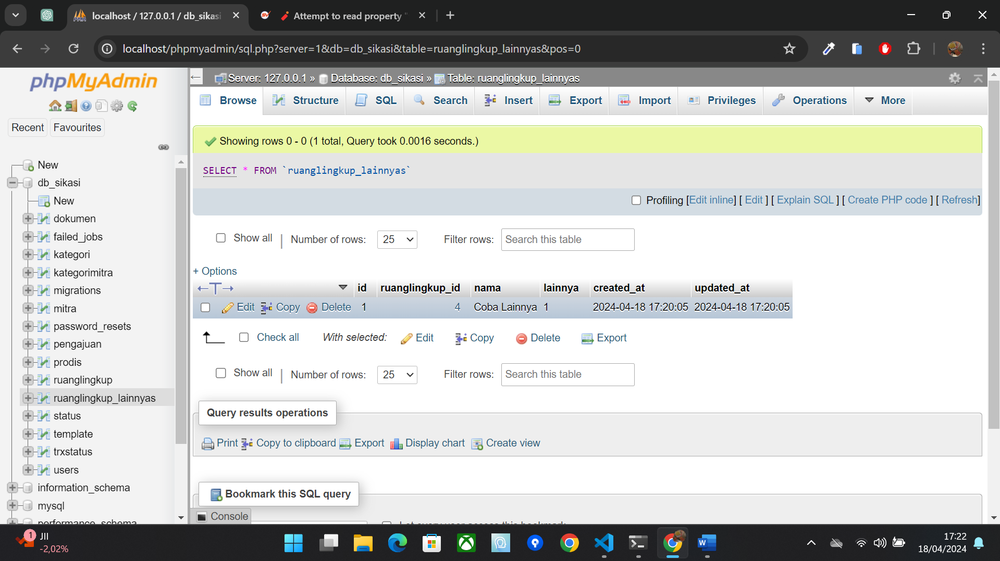 localhost / 127.0.0.1 / db_sikasi
Attempt to read property "
localhost/phpmyadmin/sql.php?server=1&db=db_sikasi&table=ruanglingkup_lainnyas&pos=0
phpMyAdmin
Recent
Favourites
New
db_sikasi
New
dokumen
failed_jobs
kategori
kategorimitra
migrations
mitra
password_resets
pengajuan
prodis
ruanglingkup
ruanglingkup_lainnyas
status
template
trxstatus
users
information_schema
mysql
performance_schema
Server: 127.0.0.1 » Database: db_sikasi » Table: ruanglingkup_lainnyas
Browse Structure SQL Search Insert Export Import Privileges Operations More
Showing rows 0 - 0 (1 total, Query took 0.0016 seconds.)
SELECT * FROM `ruanglingkup_lainnyas`
Profiling [Edit inline] [ Edit ] [ Explain SQL ] [ Create PHP code ] [ Refresh]
Show all Number of rows: 25 Filter rows: Search this table
+ Options
←T→ id ruanglingkup_id nama lainnya created_at updated_at
Edit Copy Delete 1 4 Coba Lainnya 1 2024-04-18 17:20:05 2024-04-18 17:20:05
Check all With selected: Edit Copy Delete Export
Show all Number of rows: 25 Filter rows: Search this table
Query results operations
Print Copy to clipboard Export Display chart Create view
Bookmark this SQL query
Console
Let every user access this bookmark
1
JII
-2,02%
17:22
18/04/2024